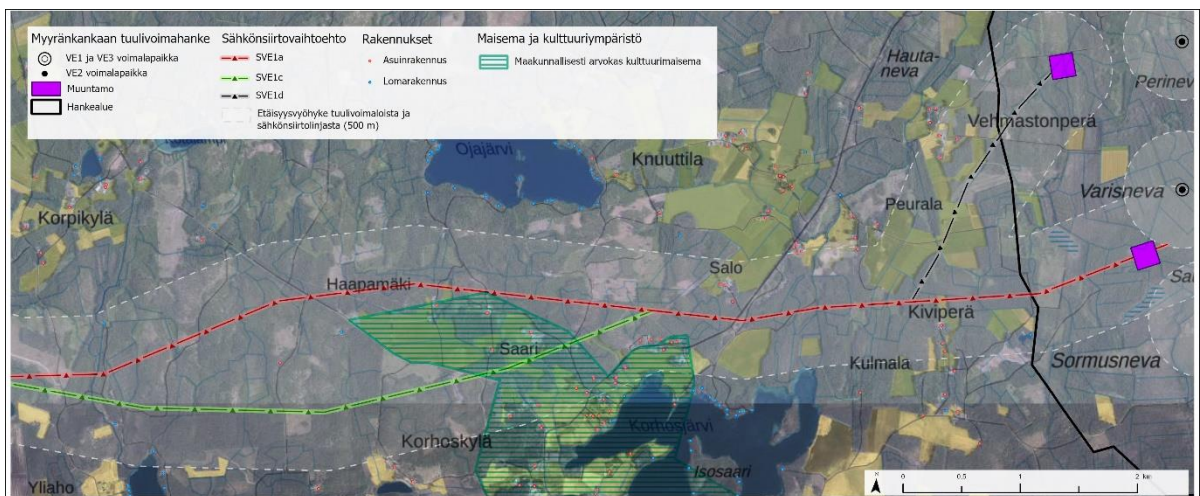 Myyränkankaan tuulivoimahanke
VE1 ja VE3 voimalapaikka
VE2 voimalapaikka
Muuntamo
Hankealue
Sähkönsiirtovaihtoehto
SVE1a
SVE1c
SVE1d
Etäisyysvyöhyke tuulivoimaloista ja
sähkönsiirtolinjasta (500 m)
Rakennukset
Asuinrakennus
Lomarakennus
Maisema ja kulttuuriympäristö
Maakunnallisesti arvokas kulttuurimaisema
Hauta-
neva
Perinev
Vehmastonperä
Ojajärvi
Knuuttila
Varisneva
Korpikylä
Peurala
Salo
Sa
Haapamäki
Kiviperä
Saari
Kulmala
Sormusneva
Korhoskylä
Korhosjärvi
Isosaari
Yliaho
N
0 0,5 1 2 km